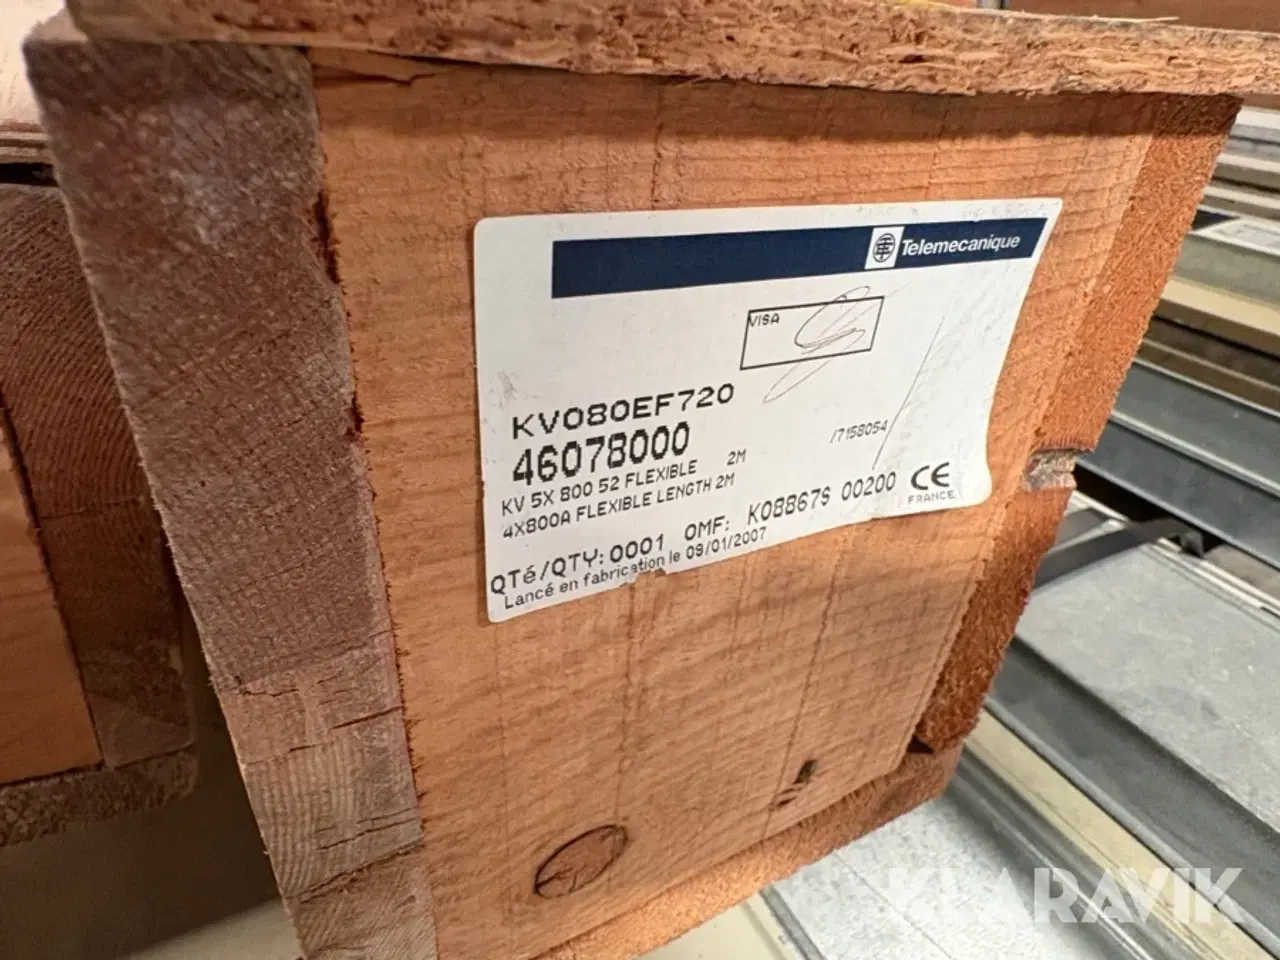 Telemecanique
VISA
KV080EF720
46078000
KV 5X 800 52 FLEXIBLE 2M
/7158054
4X800A FLEXIBLE LENGTH 2M
QTé/QTY: 0001 OMF: K08867S 00200 CE
FRANCE
Lancé en fabrication le 09/01/2007
KLARAVIK